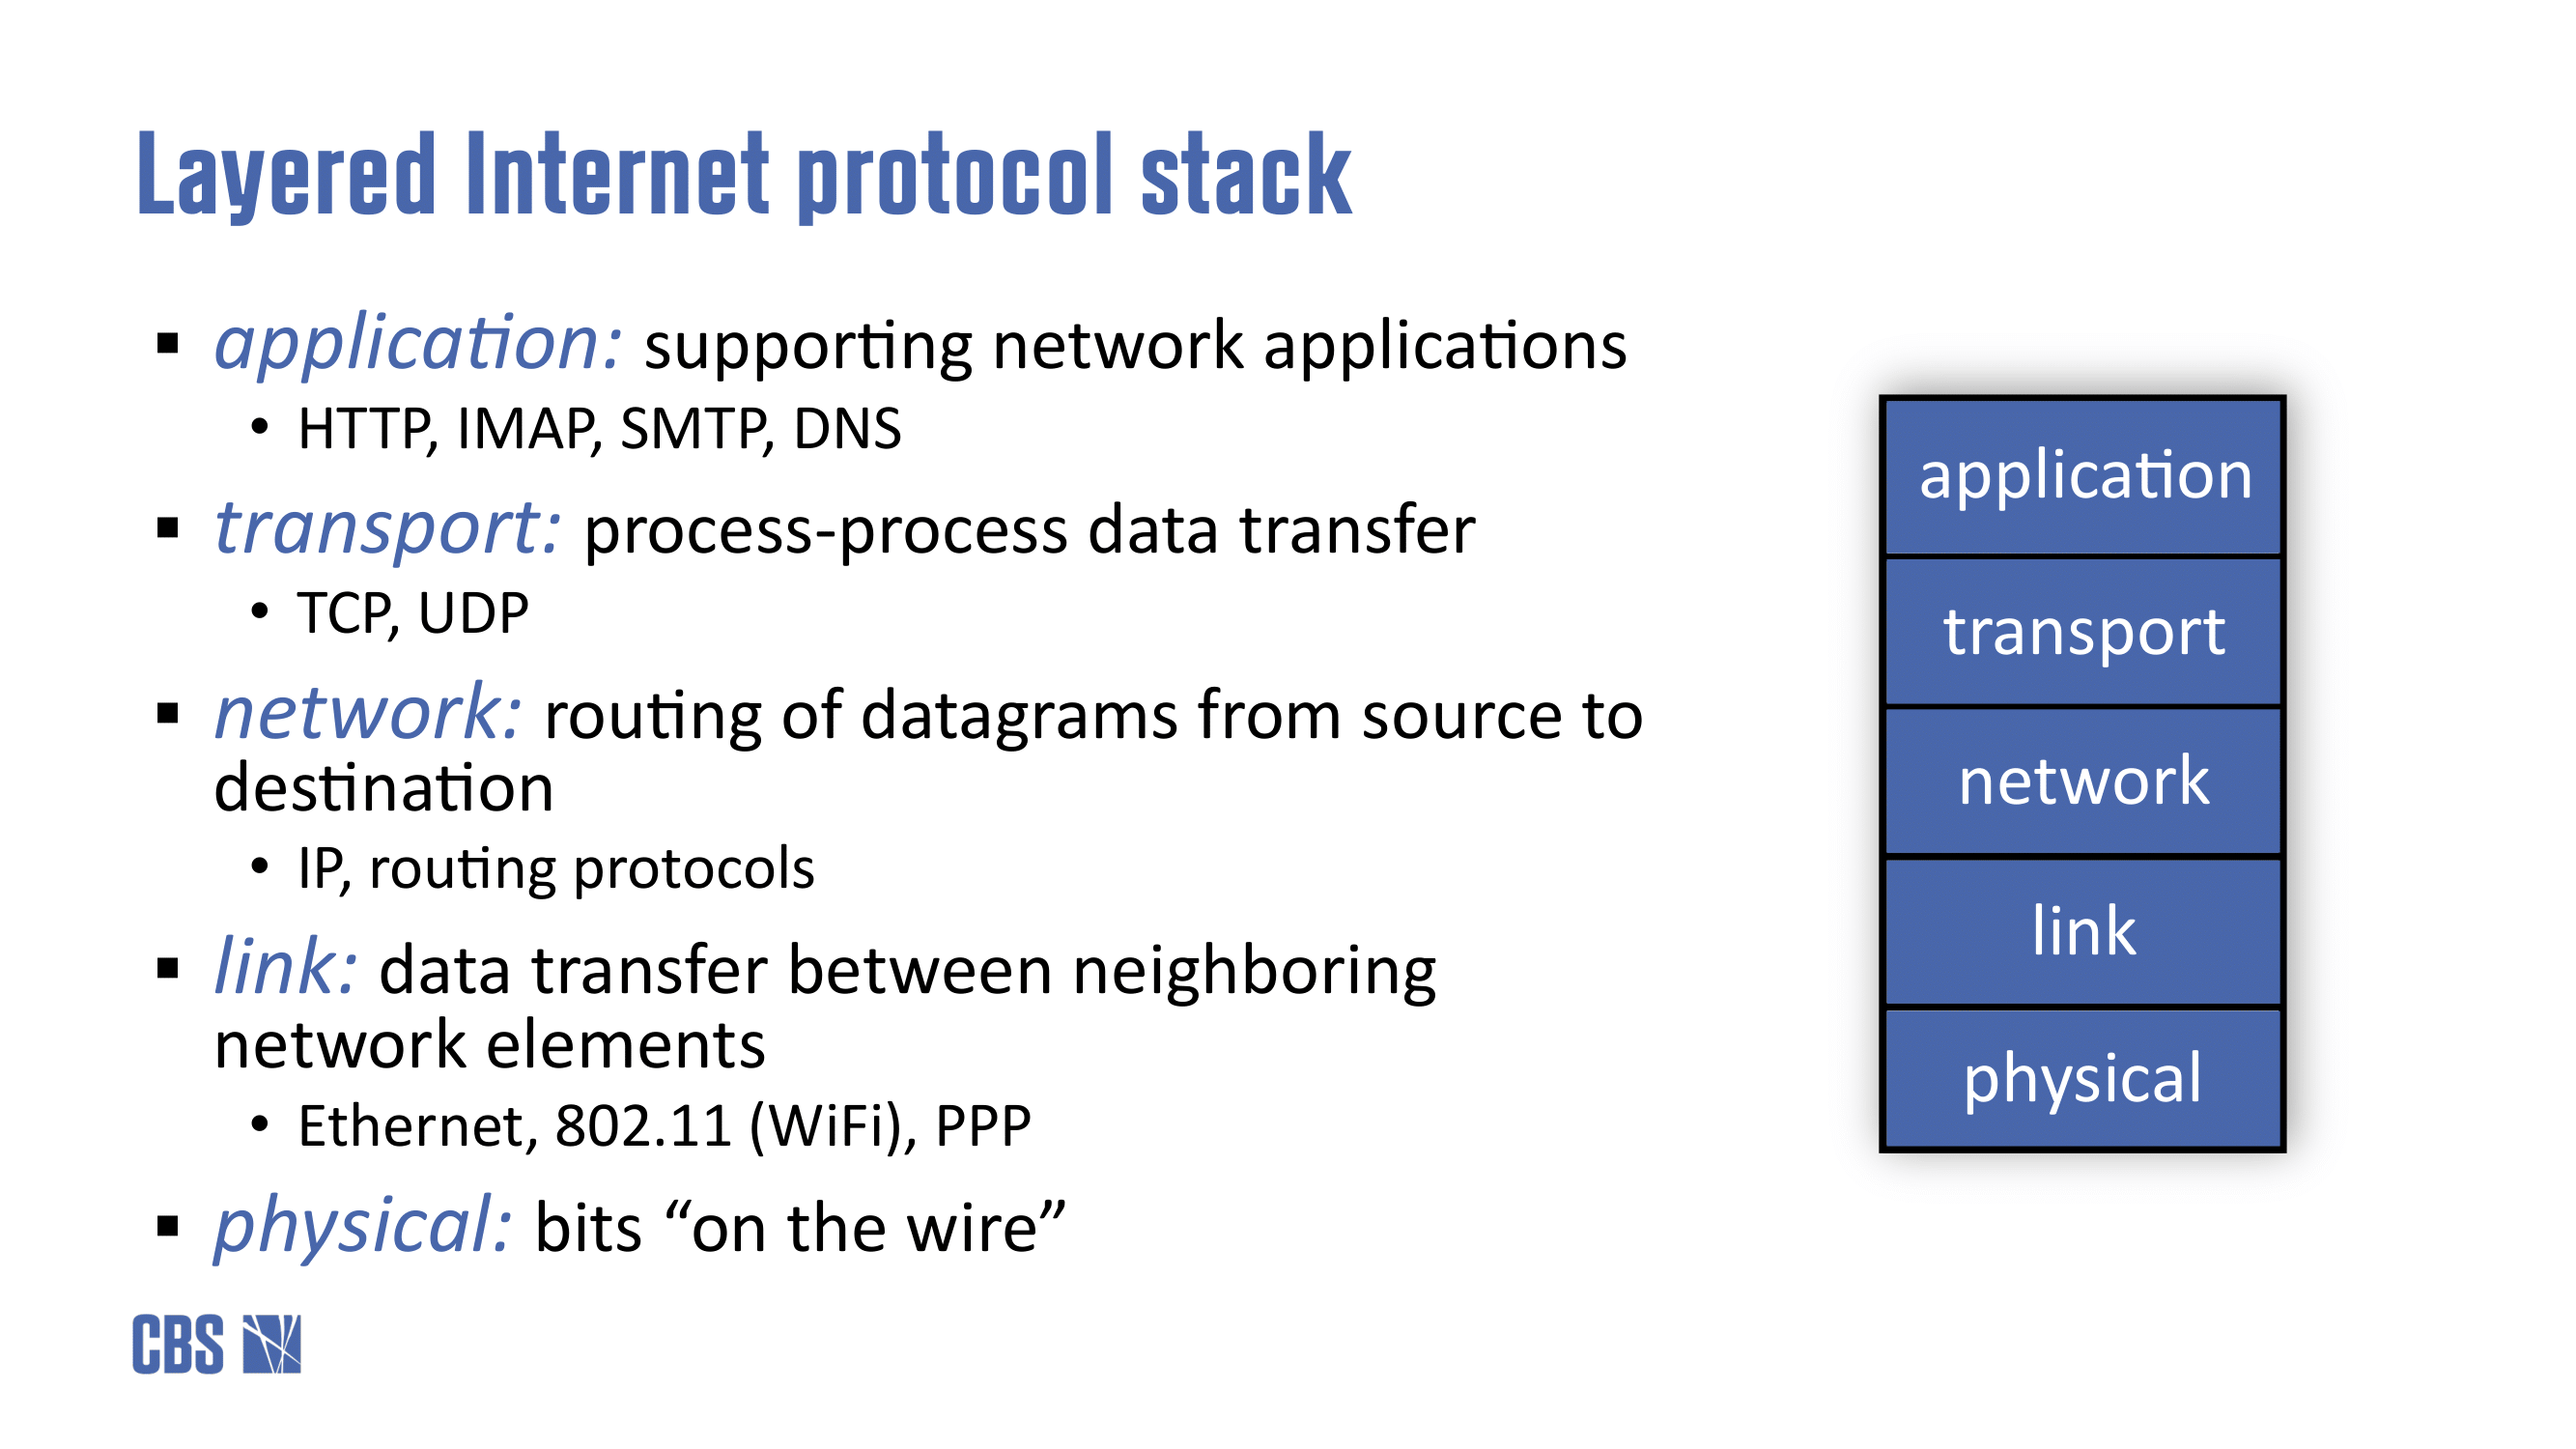 Layered Internet protocol stack
▪ application: supporting network applications
• HTTP, IMAP, SMTP, DNS
▪ transport: process-process data transfer
• TCP, UDP
▪ network: routing of datagrams from source to
destination
• IP, routing protocols
▪ link: data transfer between neighboring
network elements
• Ethernet, 802.11 (WiFi), PPP
▪ physical: bits “on the wire”
application
transport
network
link
physical
CBS